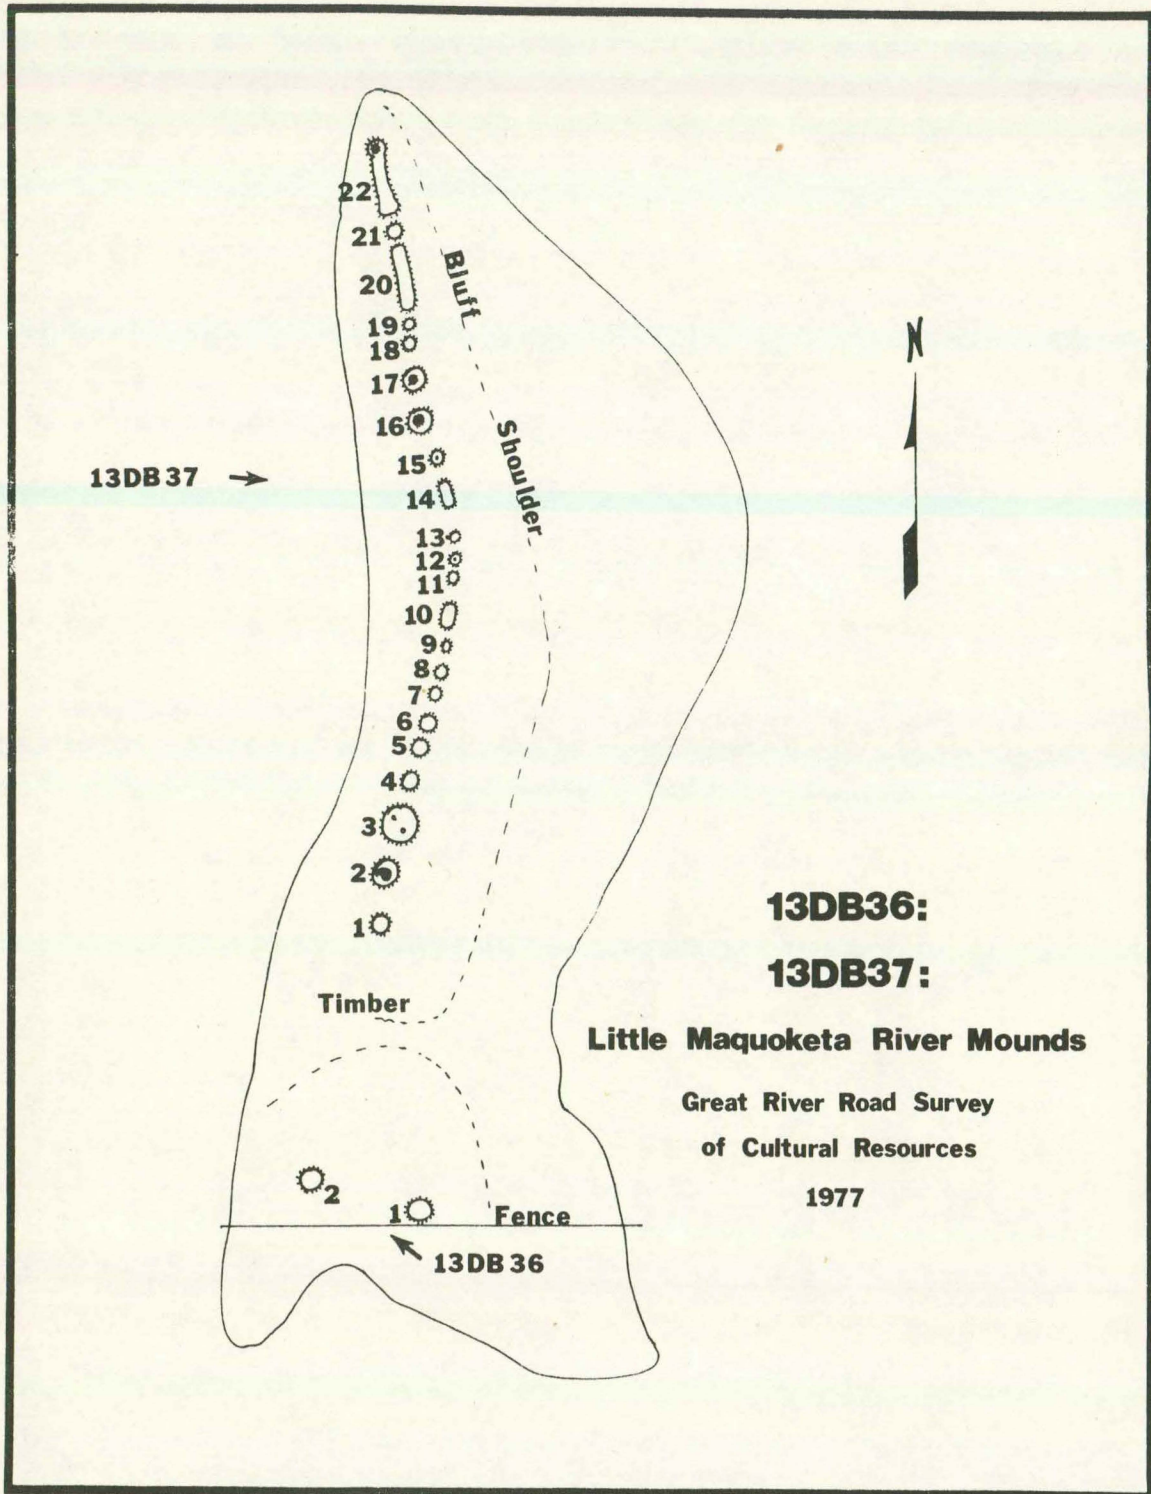 22
21
Bluff
20
19
18
17
16
Shoulder
15
13DB37
14
13
12
11
10
9
8
7
6
5
4
3
2
1
N
13DB36:
13DB37:
Little Maquoketa River Mounds
Great River Road Survey
of Cultural Resources
1977
Timber
2
1
Fence
13DB36